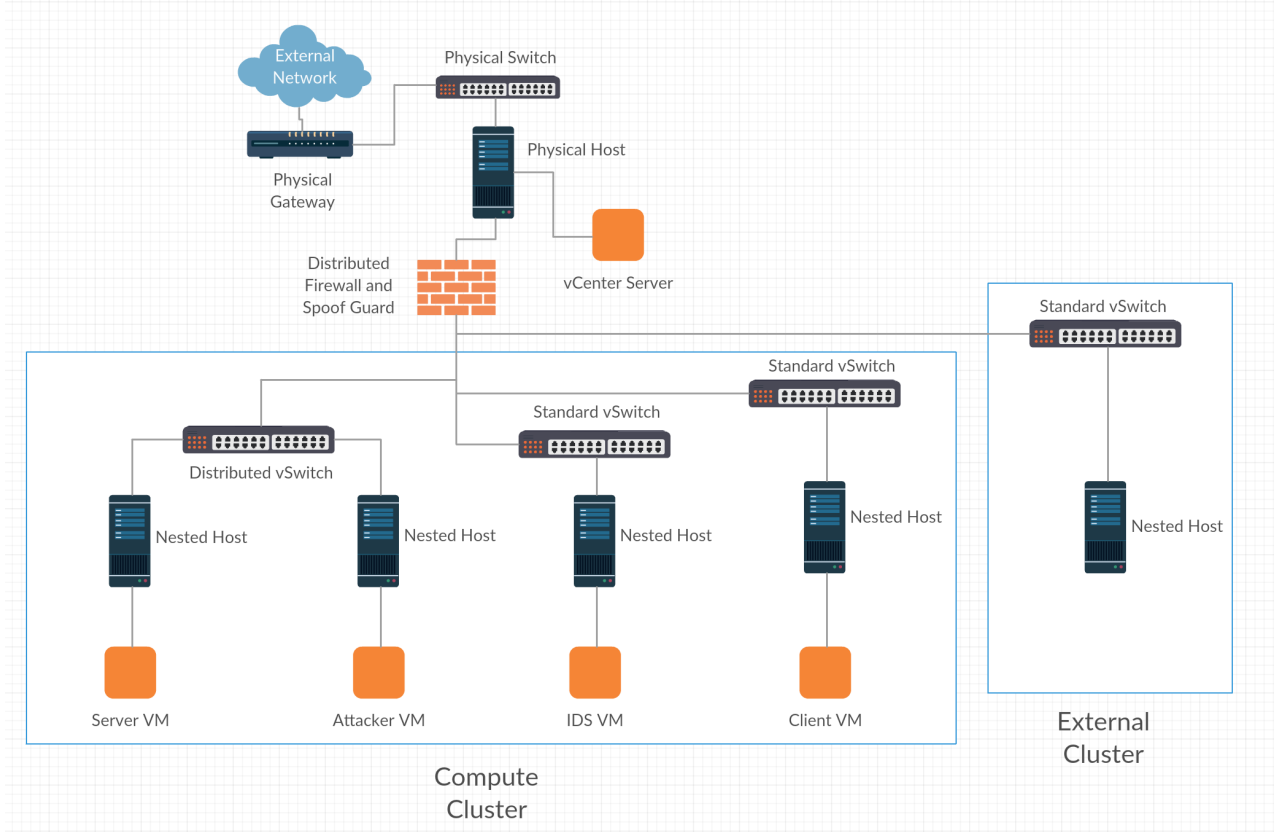 External
Network
Physical Switch
Physical Host
Physical
Gateway
Distributed
Firewall and
Spoof Guard
vCenter Server
Standard vSwitch
Standard vSwitch
Standard vSwitch
Distributed vSwitch
Nested Host
Nested Host
Nested Host
Nested Host
Nested Host
Server VM
Attacker VM
IDS VM
Client VM
External
Cluster
Compute
Cluster